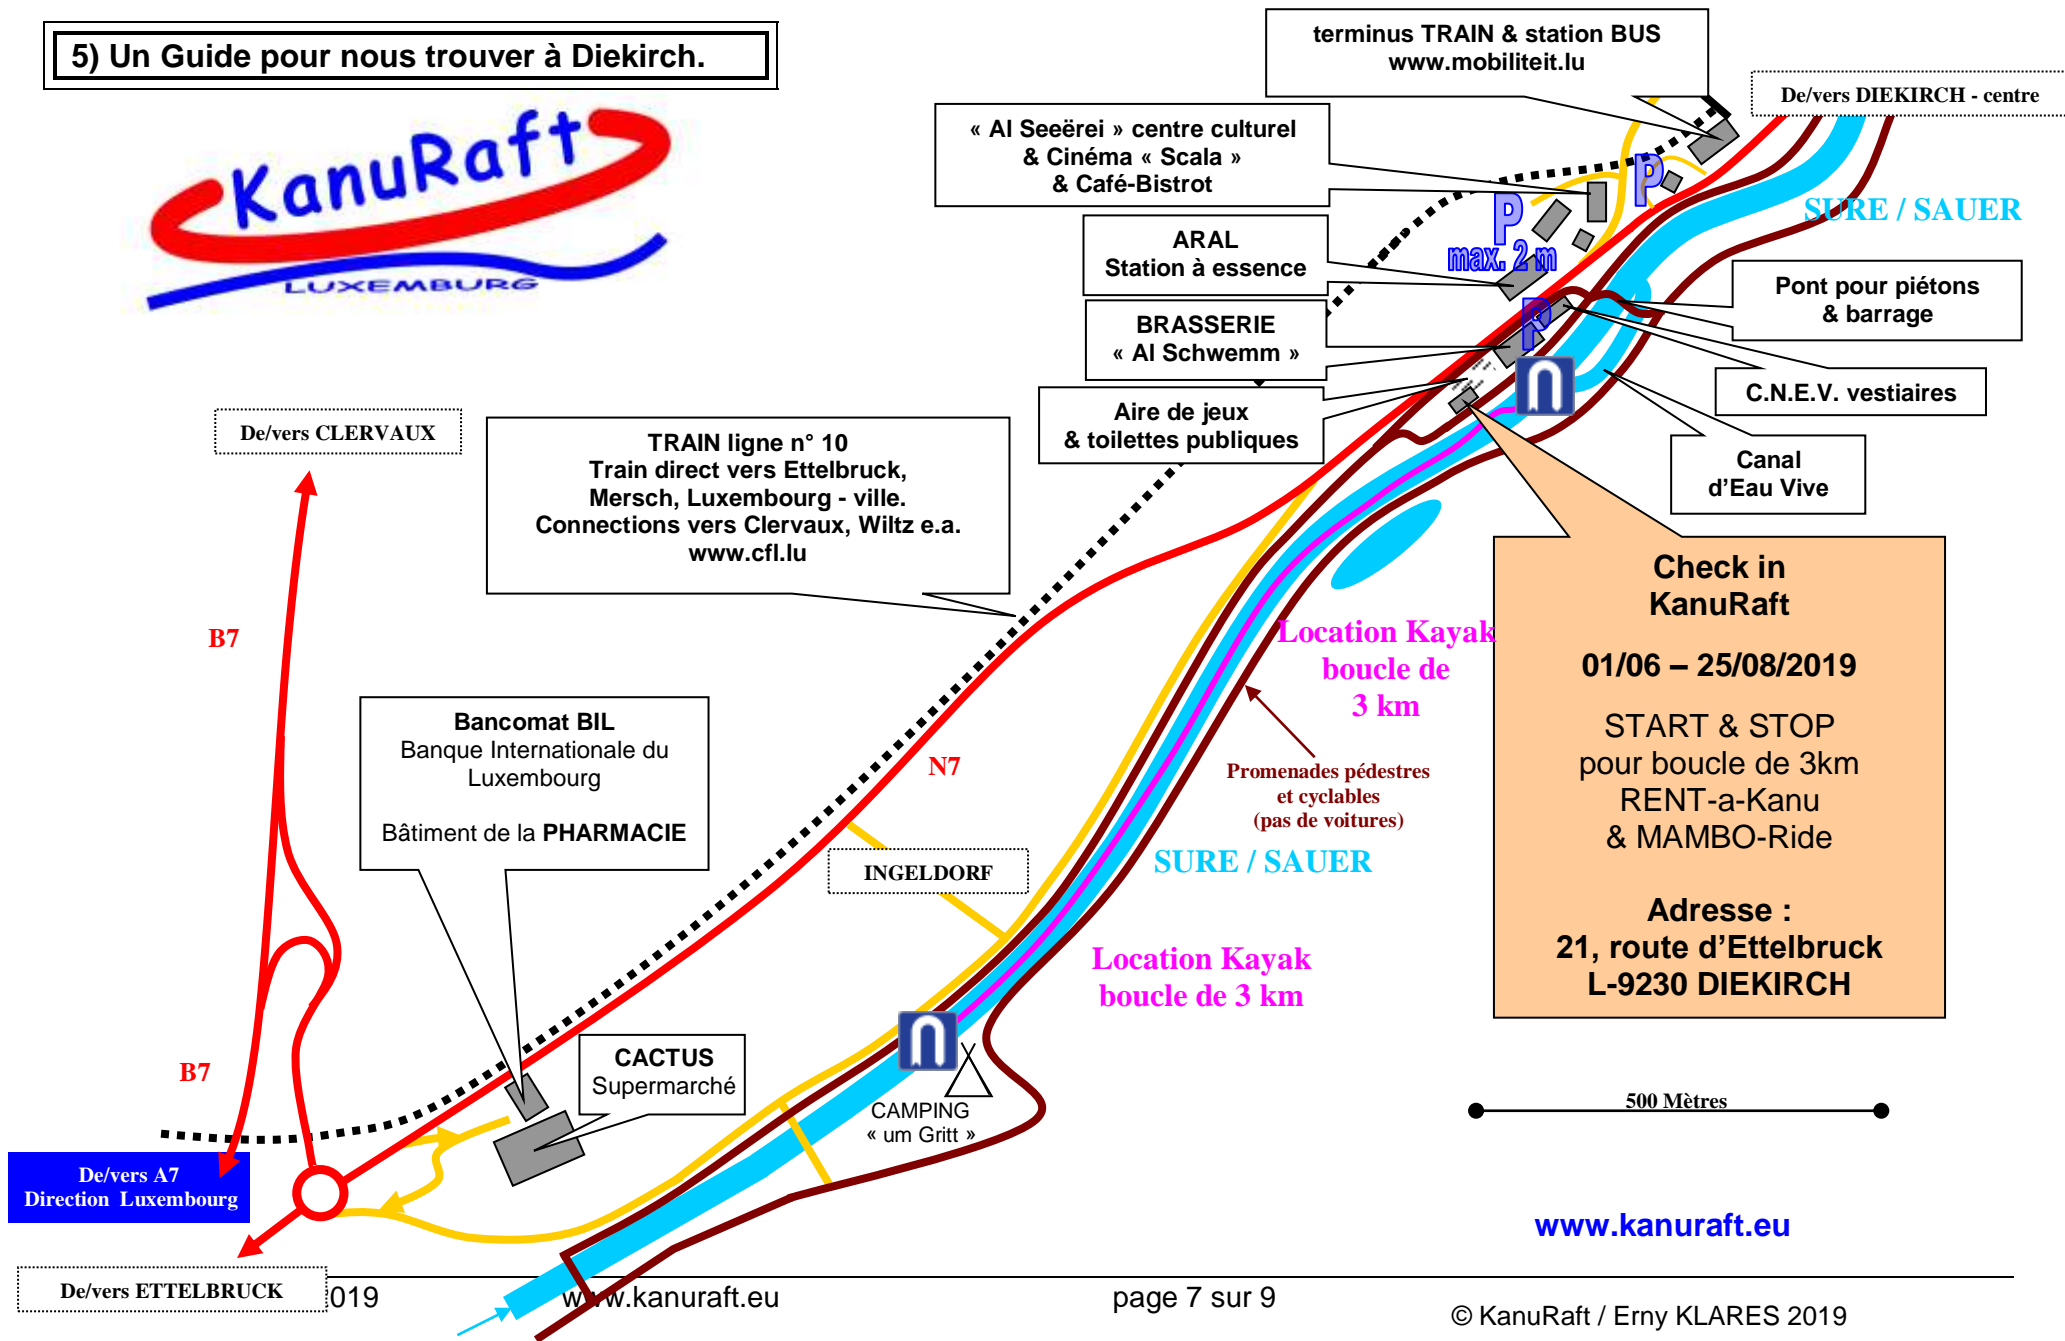 5) Un Guide pour nous trouver à Diekirch.
KanuRaft
LUXEMBURG
terminus TRAIN & station BUS
www.mobiliteit.lu
De/vers DIEKIRCH - centre
« Al Seeërei » centre culturel
& Cinéma « Scala »
& Café-Bistrot
P
P
max. 2 m
SURE / SAUER
ARAL
Station à essence
Pont pour piétons
& barrage
BRASSERIE
« Al Schwemm »
P
C.N.E.V. vestiaires
Aire de jeux
& toilettes publiques
Canal
d'Eau Vive
De/vers CLERVAUX
TRAIN ligne n° 10
Train direct vers Ettelbruck,
Mersch, Luxembourg - ville.
Connections vers Clervaux, Wiltz e.a.
www.cfl.lu
Check in
KanuRaft
01/06 – 25/08/2019
START & STOP
pour boucle de 3km
RENT-a-Kanu
& MAMBO-Ride
Adresse :
21, route d'Ettelbruck
L-9230 DIEKIRCH
B7
Location Kayak
boucle de
3 km
Bancomat BIL
Banque Internationale du
Luxembourg
Bâtiment de la PHARMACIE
N7
Promenades pédestres
et cyclables
(pas de voitures)
INGELDORF
SURE / SAUER
Location Kayak
boucle de 3 km
B7
CACTUS
Supermarché
CAMPING
« um Gritt »
500 Mètres
De/vers A7
Direction Luxembourg
www.kanuraft.eu
De/vers ETTELBRUCK
019
www.kanuraft.eu
page 7 sur 9
© KanuRaft / Erny KLARES 2019